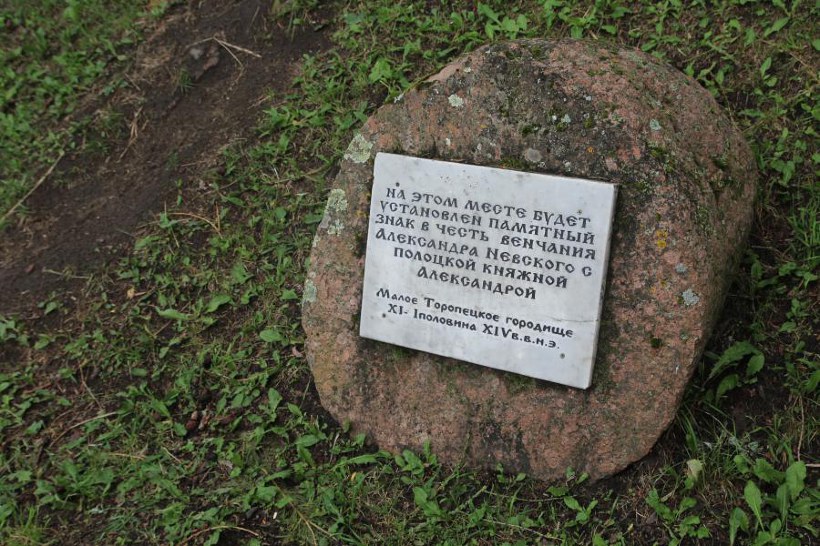 НА ЭТОМ МЕСТЕ БУДЕТ
УСТАНОВЛЕН ПАМЯТНЫЙ
ЗНАК В ЧЕСТЬ ВЕНЧАНИЯ
АЛЕКСАНДРА НЕВСКОГО С
ПОЛОЦКОЙ КНЯЖНОЙ
АЛЕКСАНДРОЙ
Малое Торопецкое городище
XI- Iполовина XIVв.в.н.э.